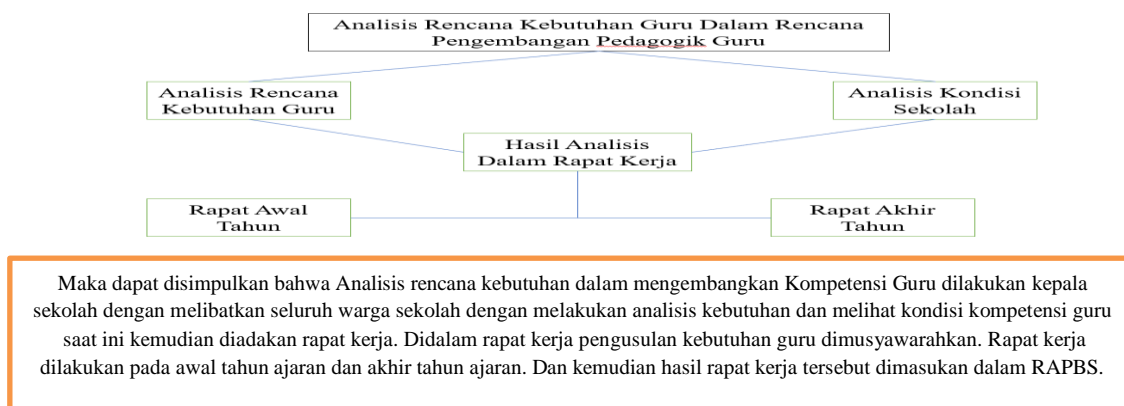 Analisis Rencana Kebutuhan Guru Dalam Rencana
Pengembangan Pedagogik Guru
Analisis Rencana
Kebutuhan Guru
Analisis Kondisi
Sekolah
Hasil Analisis
Dalam Rapat Kerja
Rapat Awal
Tahun
Rapat Akhir
Tahun
Maka dapat disimpulkan bahwa Analisis rencana kebutuhan dalam mengembangkan Kompetensi Guru dilakukan kepala
sekolah dengan melibatkan seluruh warga sekolah dengan melakukan analisis kebutuhan dan melihat kondisi kompetensi guru
saat ini kemudian diadakan rapat kerja. Didalam rapat kerja pengusulan kebutuhan guru dimusyawarahkan. Rapat kerja
dilakukan pada awal tahun ajaran dan akhir tahun ajaran. Dan kemudian hasil rapat kerja tersebut dimasukan dalam RAPBS.